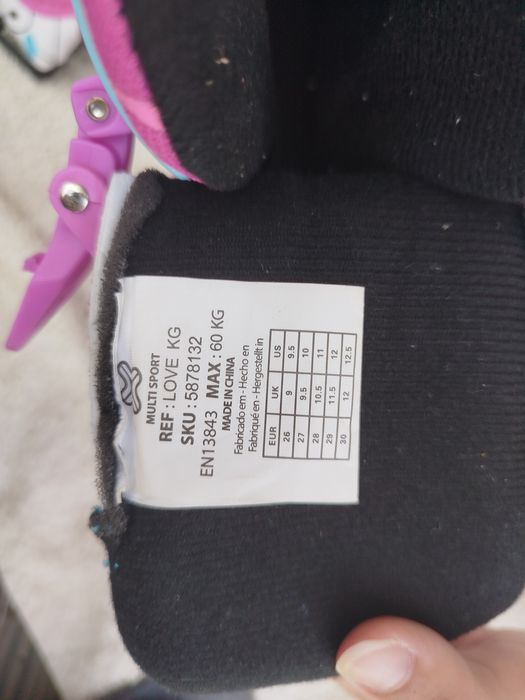 MULTI SPORT
REF : LOVE KG
SKU : 5878132
EN13843 MAX : 60 KG
MADE IN CHINA
Fabricado em - Hecho en
Fabriqué en - Hergestellt in
EUR UK US
26 9 9.5
27 9.5 10
28 10.5 11
29 11.5 12
30 12 12.5